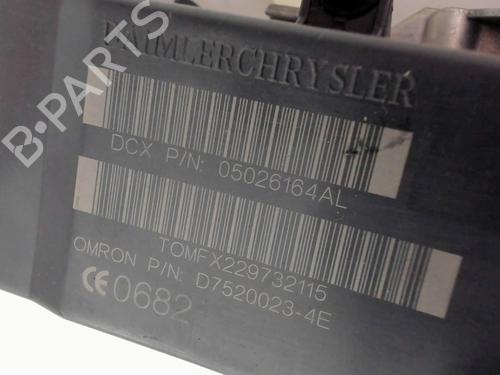 DAIMLERCHRYSLER
B-PARTS
DCX P/N: 05026164AL
TOMFX229732115
OMRON P/N: D7520023-4E
CE 0682